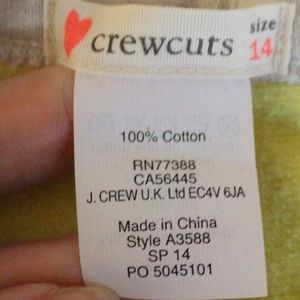 crewcuts
size
14
100% Cotton
RN77388
CA56445
J. CREW U.K. Ltd EC4V 6JA
Made in China
Style A3588
SP 14
PO 5045101